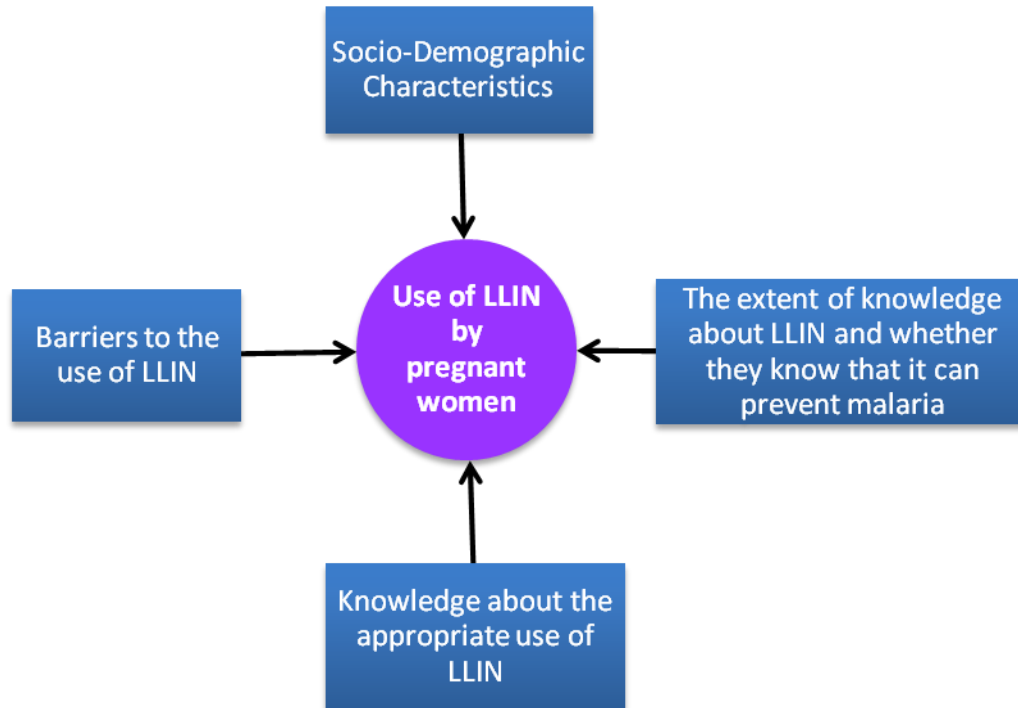 Socio-Demographic
Characteristics
Barriers to the
use of LLIN
Use of LLIN
by
pregnant
women
The extent of knowledge
about LLIN and whether
they know that it can
prevent malaria
Knowledge about the
appropriate use of
LLIN